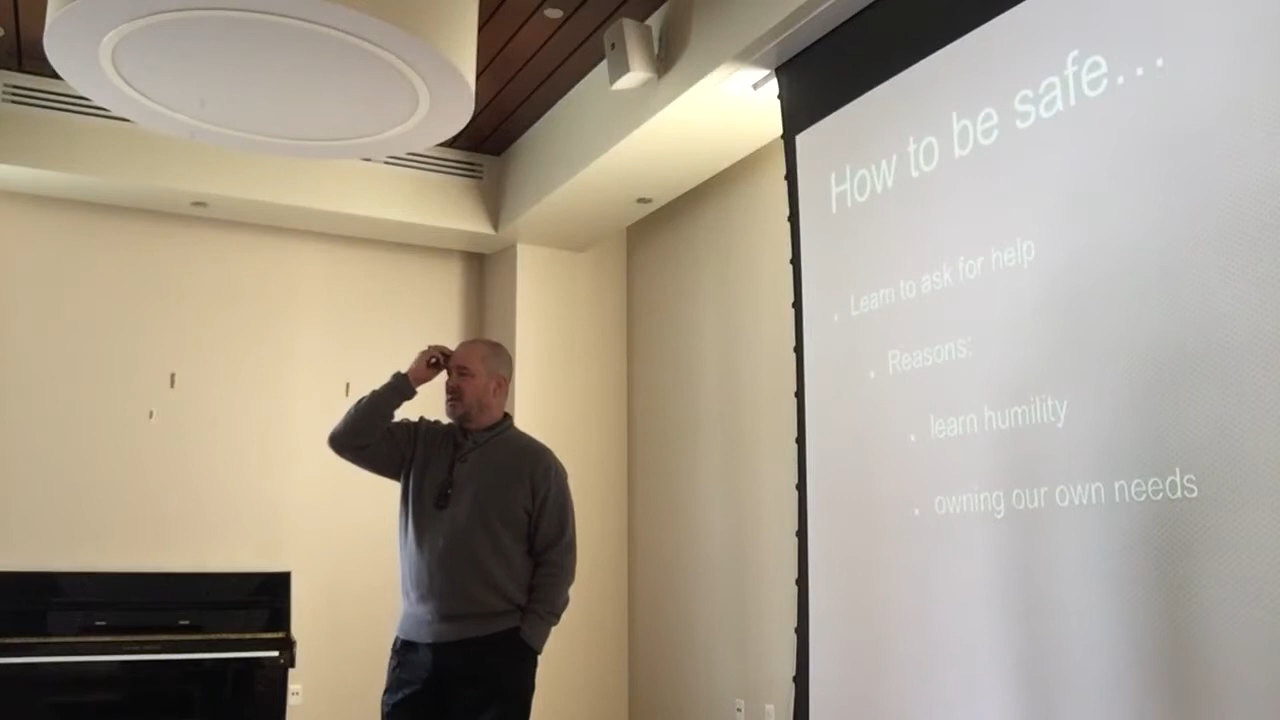 How to be safe...
Learn to ask for help
Reasons:
learn humility
owning our own needs